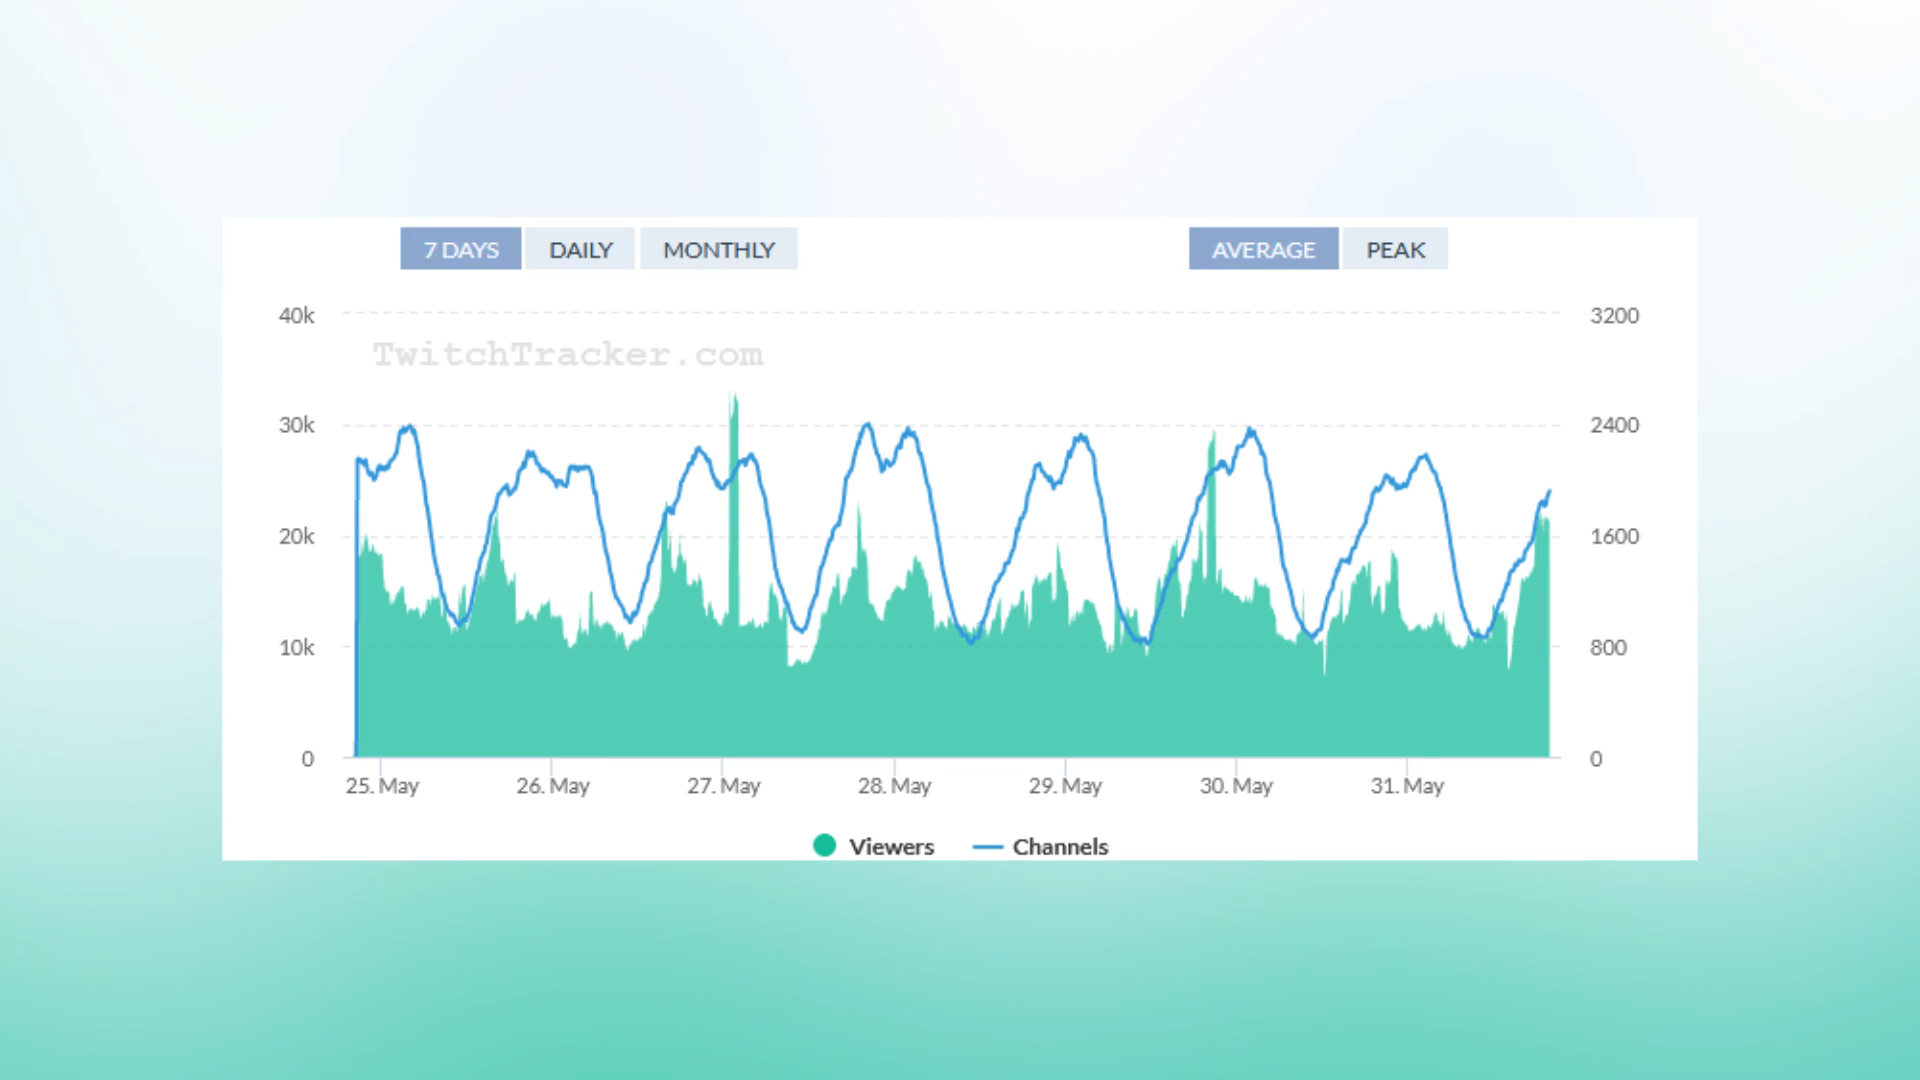 7 DAYS DAILY MONTHLY AVERAGE PEAK
40k 3200
TwitchTracker.com
30k 2400
20k 1600
10k 800
0 0
25. May 26. May 27. May 28. May 29. May 30. May 31. May
Viewers Channels